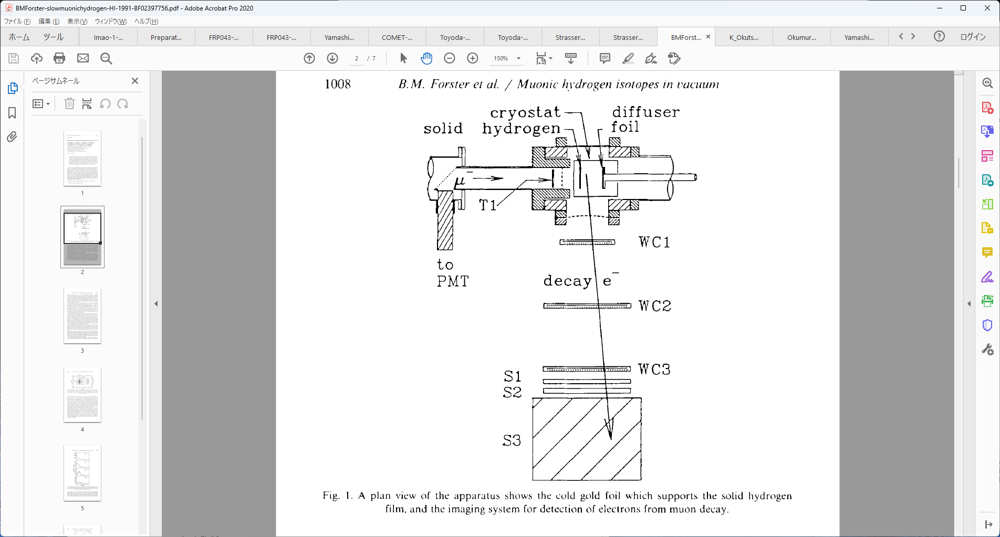 BMForster-slowmuonichydrogen-HI-1991-BF02397756.pdf - Adobe Acrobat Pro 2020
ファイル (F) 編集 (E) 表示(V) ウィンドウ(W) ヘルプ(H)
ホーム ツール Imao-1-... Preparat... FRP043-... FRP043-... Yamashi... COMET-... Toyoda-... Toyoda-... Strasser... Strasser... BMForst... × K_Okuts... Okumur... Yamashi... ログイン
2 / 7 150%
ページサムネール
1
2
3
4
5
1008 B.M. Forster et al. / Muonic hydrogen isotopes in vacuum
cryostat diffuser
solid hydrogen foil
μ−
T1
WC1
to
PMT
decay e−
WC2
WC3
S1
S2
S3
Fig. 1. A plan view of the apparatus shows the cold gold foil which supports the solid hydrogen
film, and the imaging system for detection of electrons from muon decay.